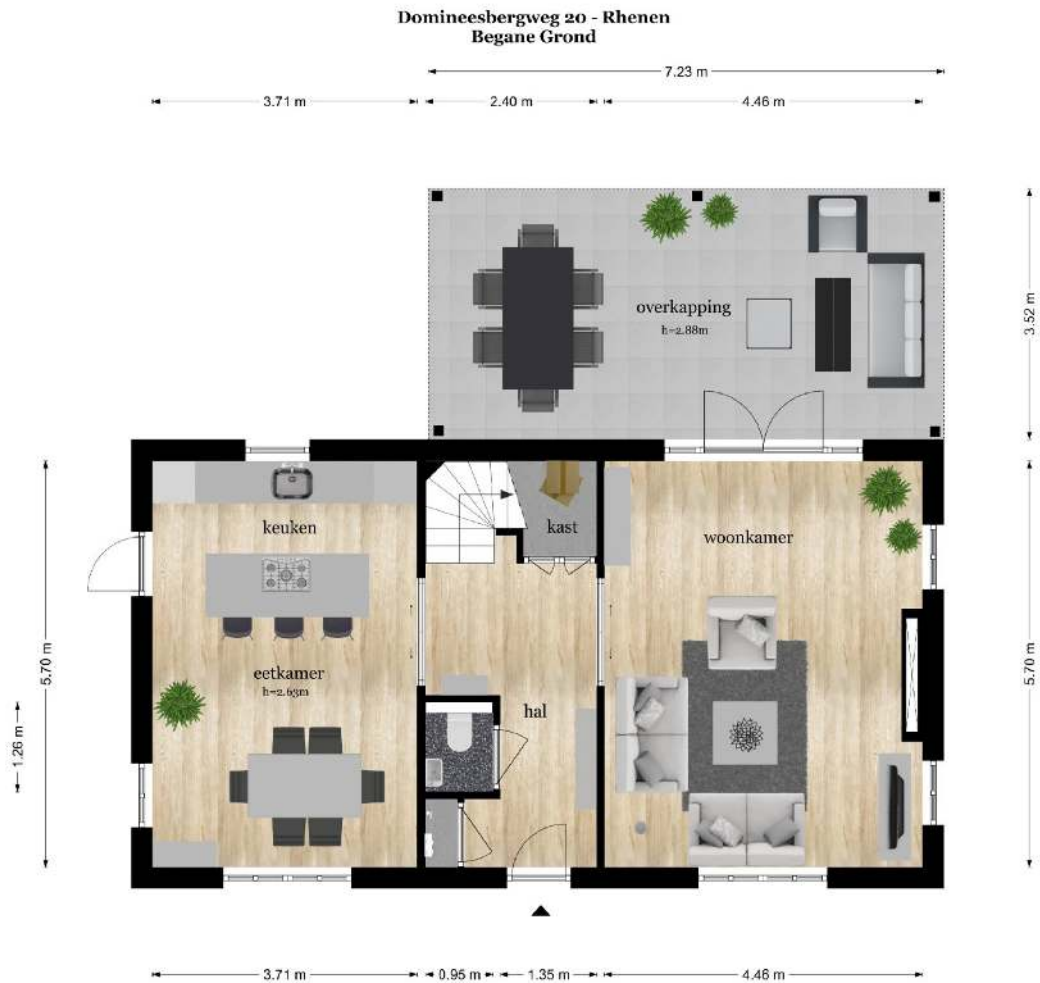 Domineesbergweg 20 - Rhenen
Begane Grond
7.23 m
3.71 m
2.40 m
4.46 m
3.52 m
overkapping
h=2.88m
keuken
kast
woonkamer
5.70 m
5.70 m
eetkamer
h=2.63m
hal
1.26 m
3.71 m
0.95 m
1.35 m
4.46 m